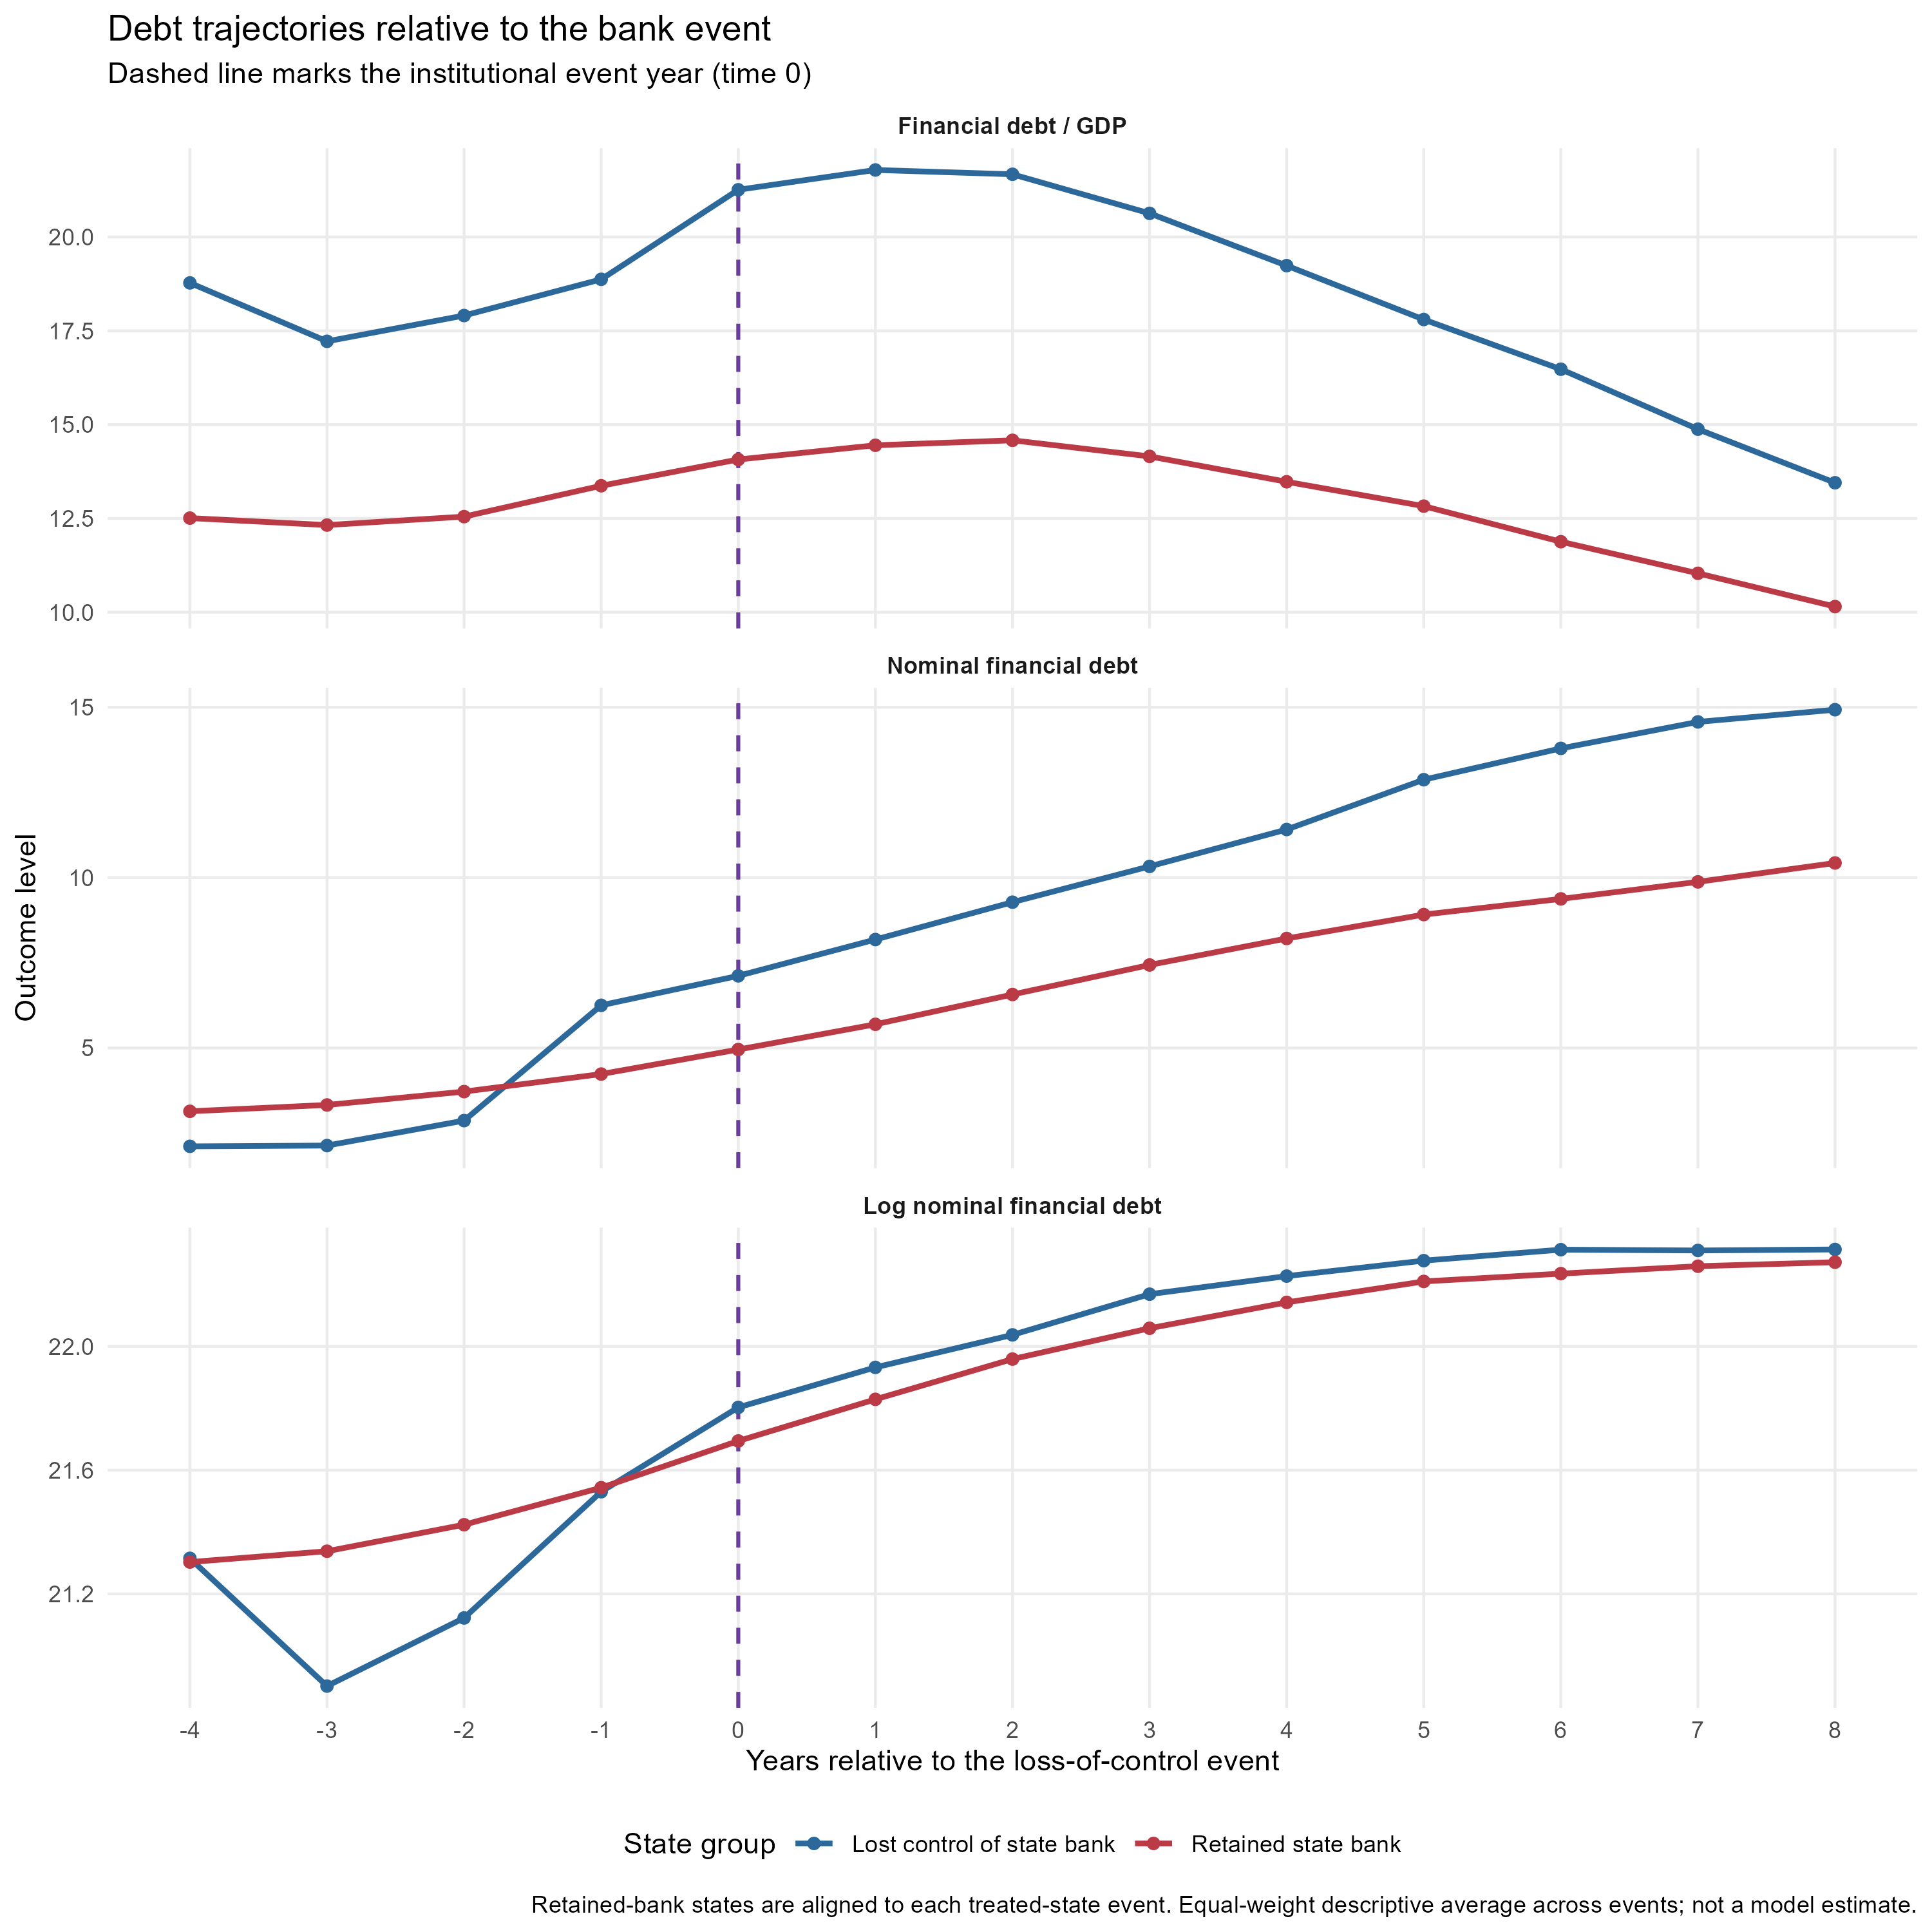 Debt trajectories relative to the bank event
Dashed line marks the institutional event year (time 0)
Financial debt / GDP
20.0
17.5
15.0
12.5
10.0
Nominal financial debt
15
10
5
Outcome level
Log nominal financial debt
22.0
21.6
21.2
-4 -3 -2 -1 0 1 2 3 4 5 6 7 8
Years relative to the loss-of-control event
State group Lost control of state bank Retained state bank
Retained-bank states are aligned to each treated-state event. Equal-weight descriptive average across events; not a model estimate.